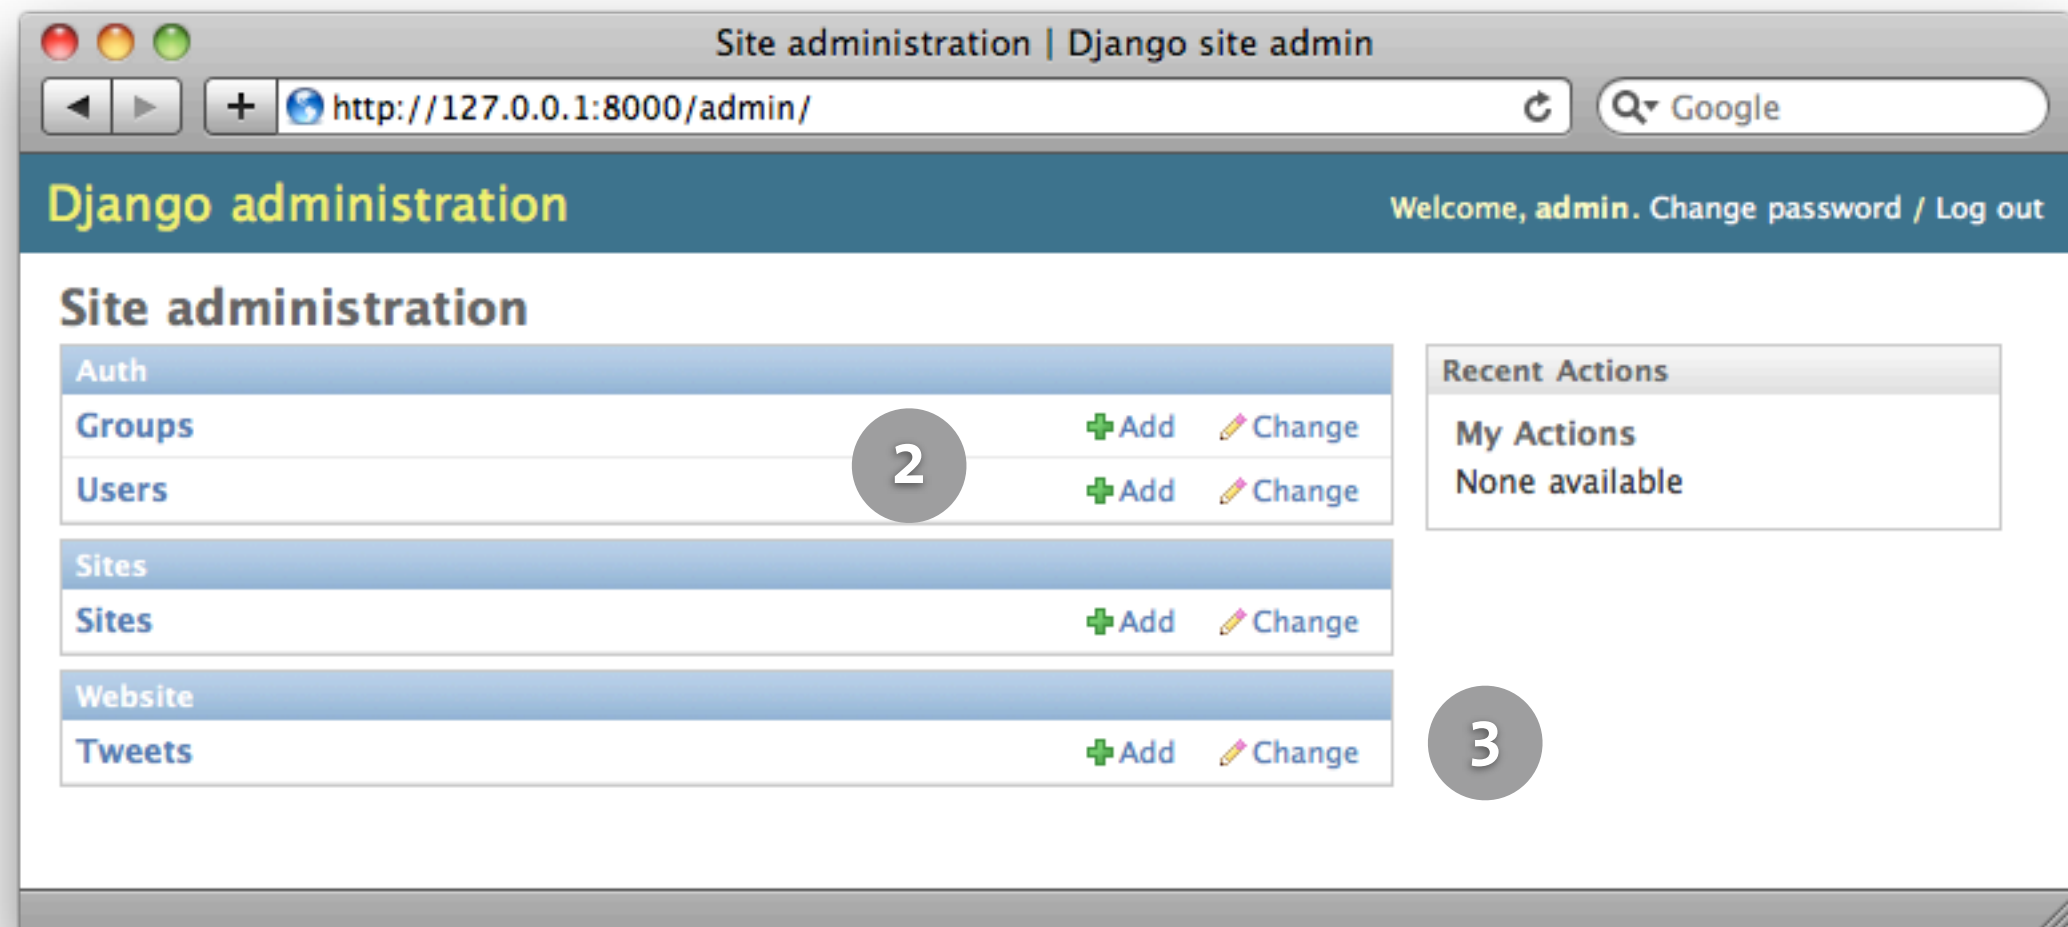 Site administration | Django site admin
http://127.0.0.1:8000/admin/
Google
Django administration
Welcome, admin. Change password / Log out
Site administration
Auth
Groups Add Change
Users Add Change
2
Sites
Sites Add Change
Website
Tweets Add Change
3
Recent Actions
My Actions
None available